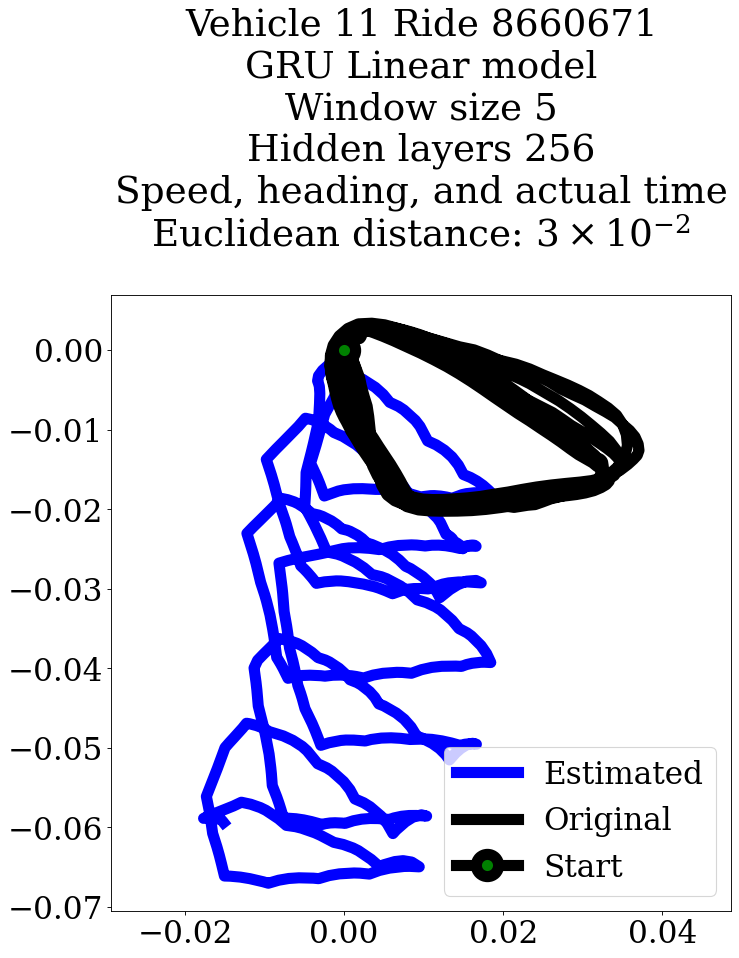 Vehicle 11 Ride 8660671
GRU Linear model
Window size 5
Hidden layers 256
Speed, heading, and actual time
Euclidean distance: 3 × 10⁻²
0.00
−0.01
−0.02
−0.03
−0.04
−0.05
−0.06
−0.07
Estimated
Original
Start
−0.02 0.00 0.02 0.04